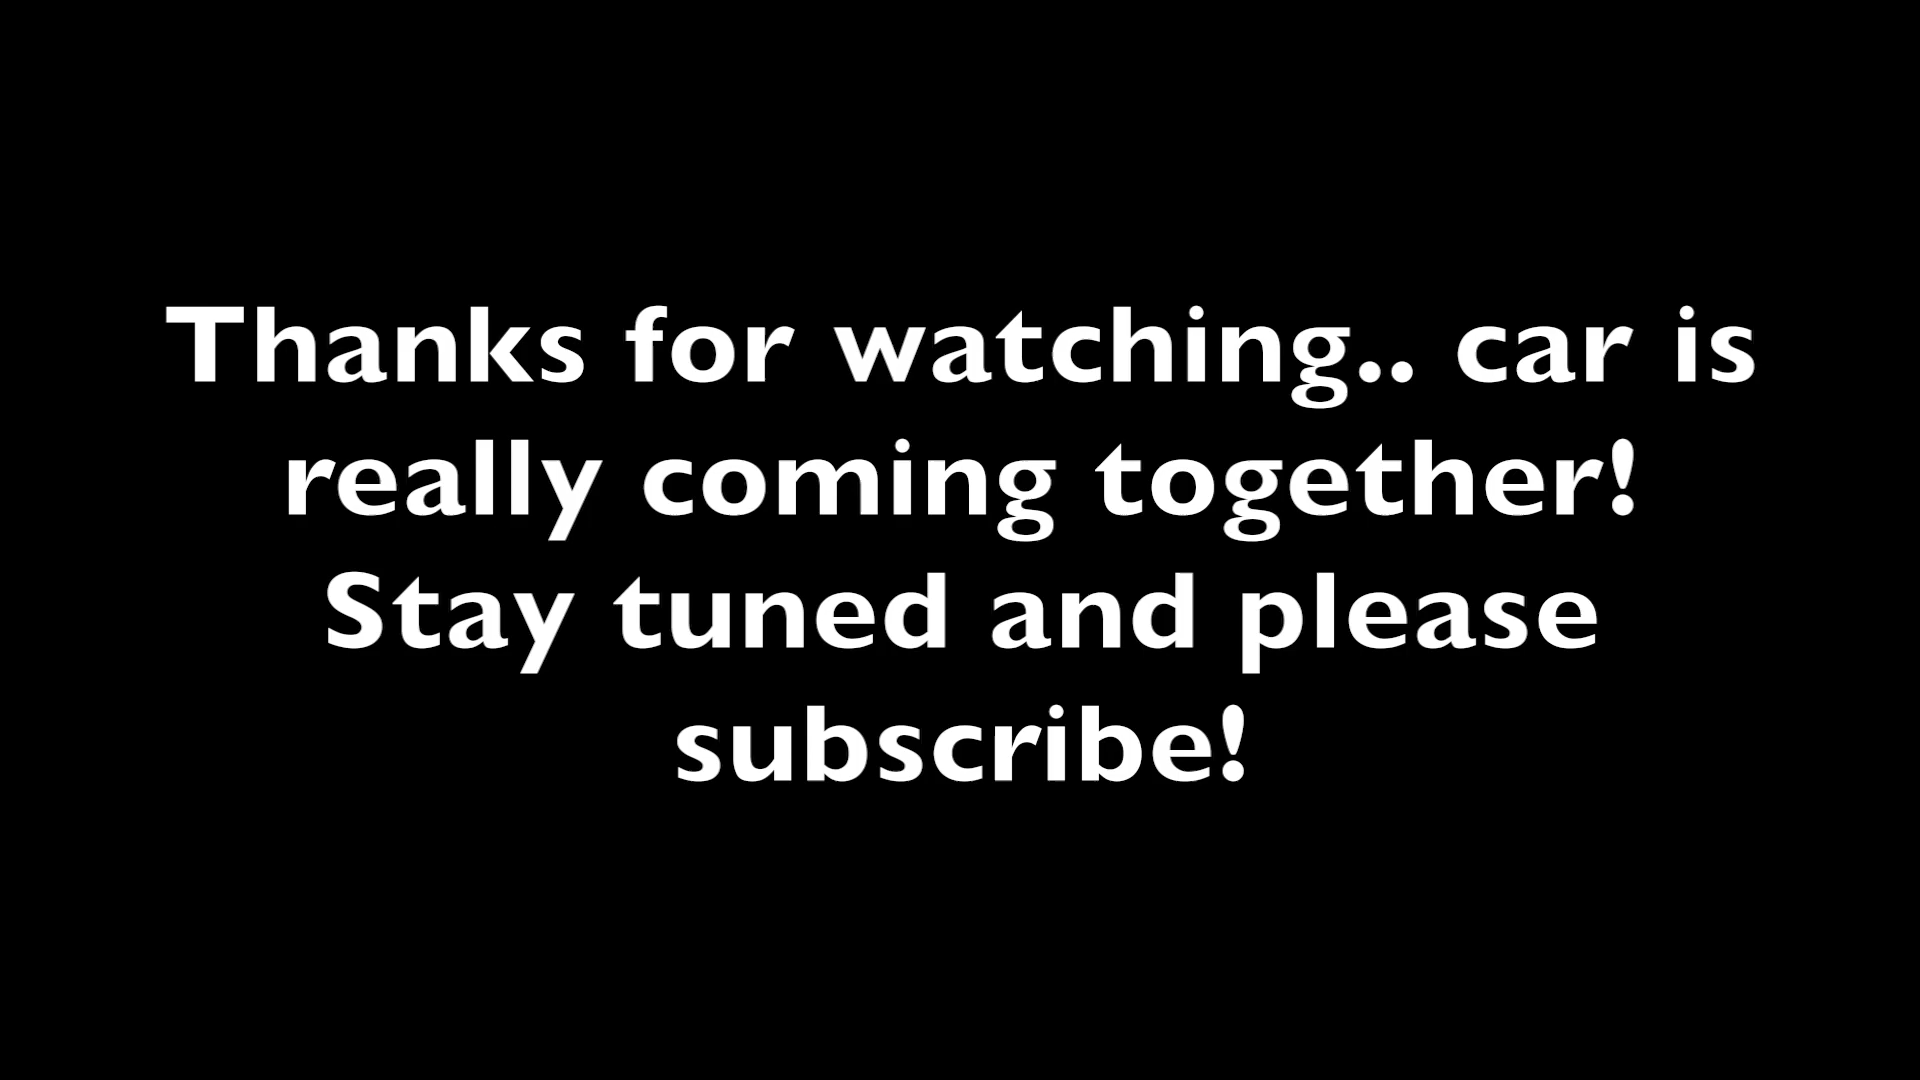 Thanks for watching.. car is
really coming together!
Stay tuned and please
subscribe!